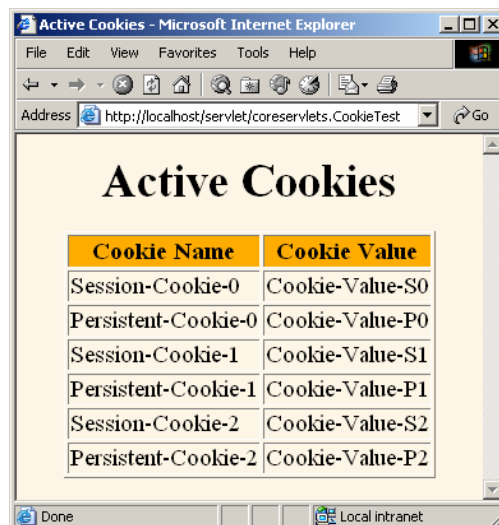 Active Cookies - Microsoft Internet Explorer
File Edit View Favorites Tools Help
Address http://localhost/servlet/coreservlets.CookieTest Go
Active Cookies
Cookie Name Cookie Value
Session-Cookie-0 Cookie-Value-S0
Persistent-Cookie-0 Cookie-Value-P0
Session-Cookie-1 Cookie-Value-S1
Persistent-Cookie-1 Cookie-Value-P1
Session-Cookie-2 Cookie-Value-S2
Persistent-Cookie-2 Cookie-Value-P2
Done Local intranet